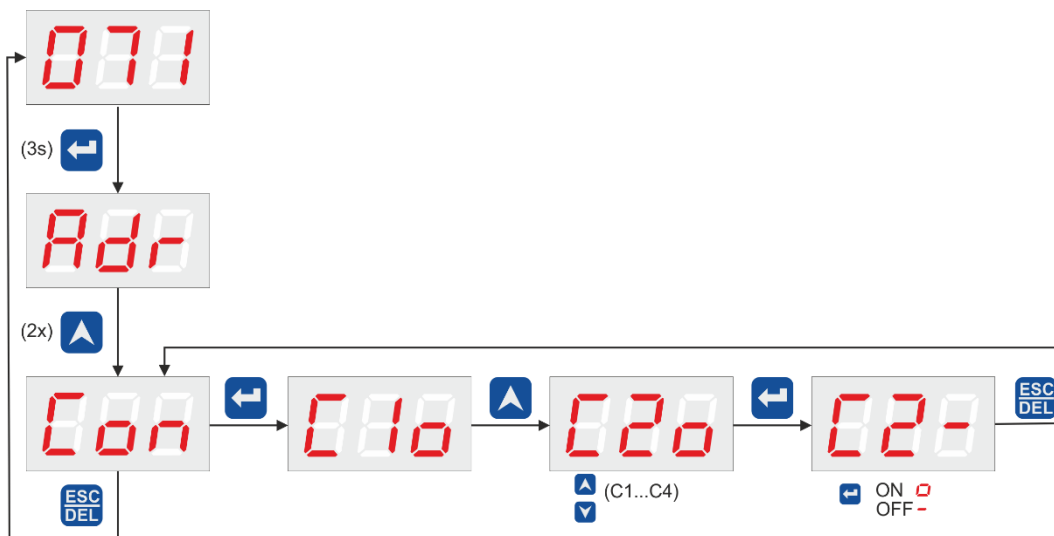 071
(3s)
Adr
(2x)
Con
C1o
C2o
C2-
ESC
DEL
ESC
DEL
(C1...C4)
ON o
OFF -